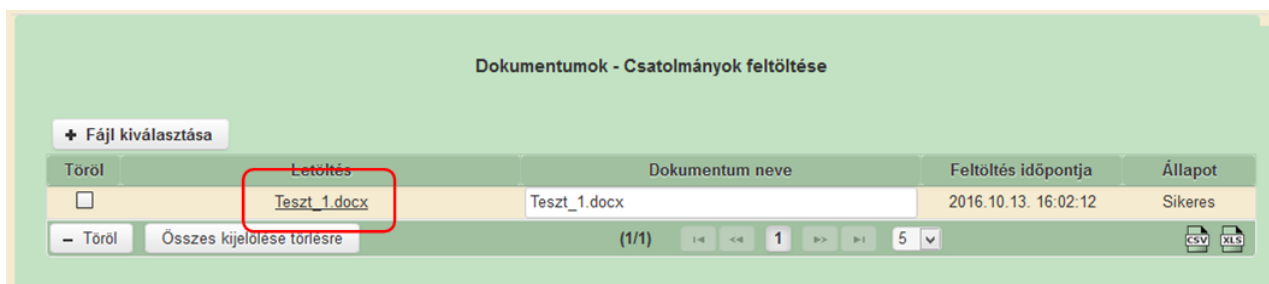 Dokumentumok - Csatolmányok feltöltése
+ Fájl kiválasztása
Töröl Letöltés Dokumentum neve Feltöltés időpontja Állapot
Teszt_1.docx Teszt_1.docx 2016.10.13. 16:02:12 Sikeres
– Töröl Összes kijelölése törlésre (1/1) 1 5 CSV XLS